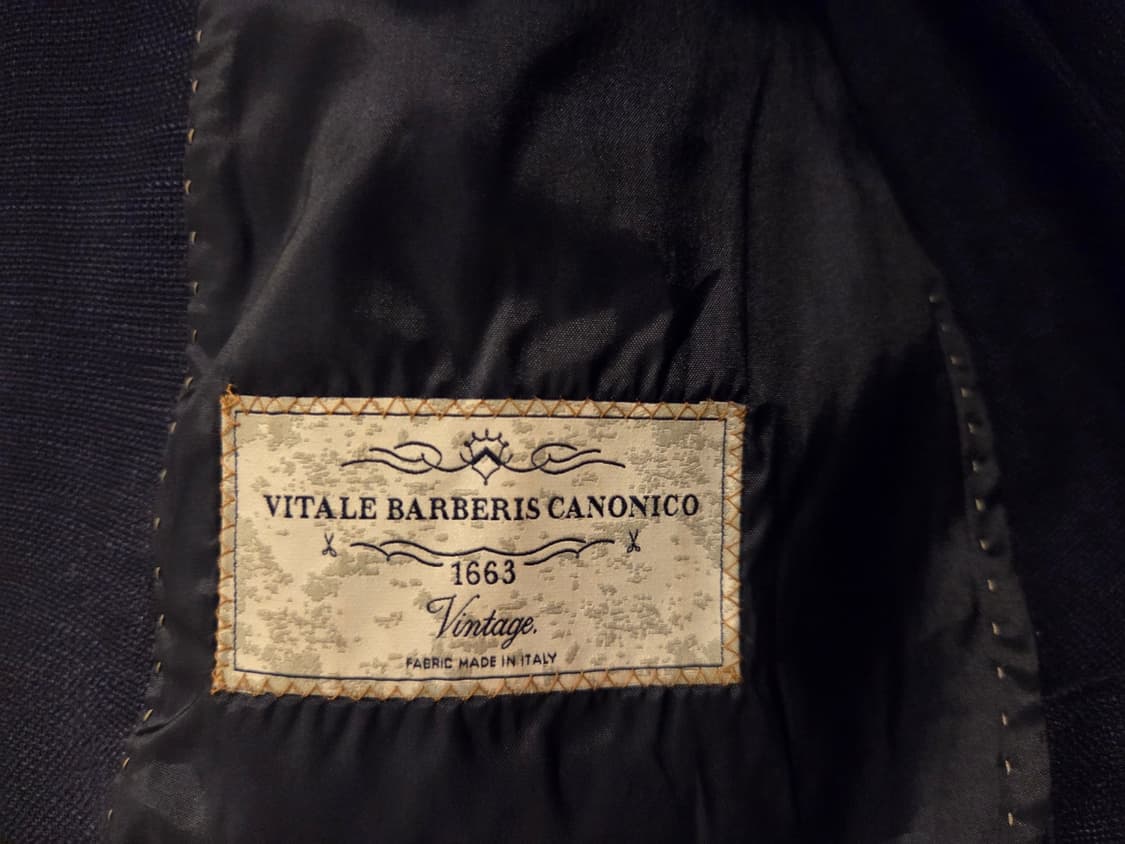 VITALE BARBERIS CANONICO
1663
Vintage.
FABRIC MADE IN ITALY